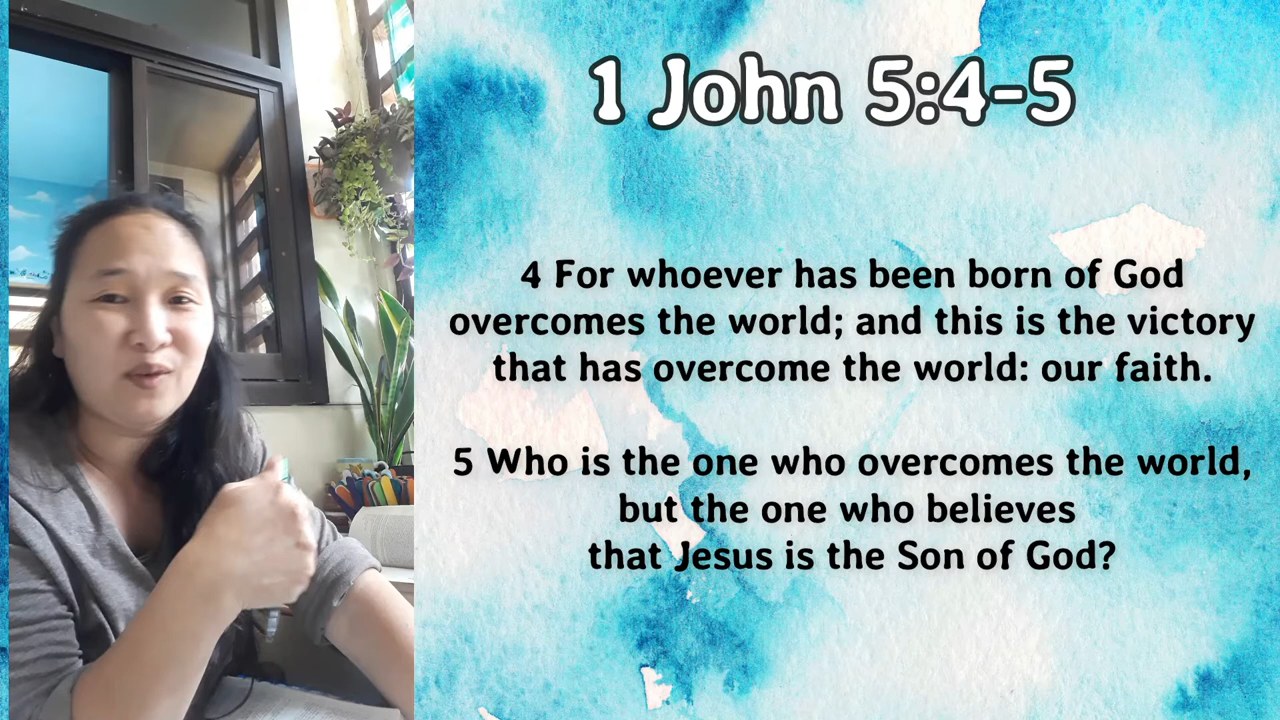 1 John 5:4-5
4 For whoever has been born of God
overcomes the world; and this is the victory
that has overcome the world: our faith.
5 Who is the one who overcomes the world,
but the one who believes
that Jesus is the Son of God?